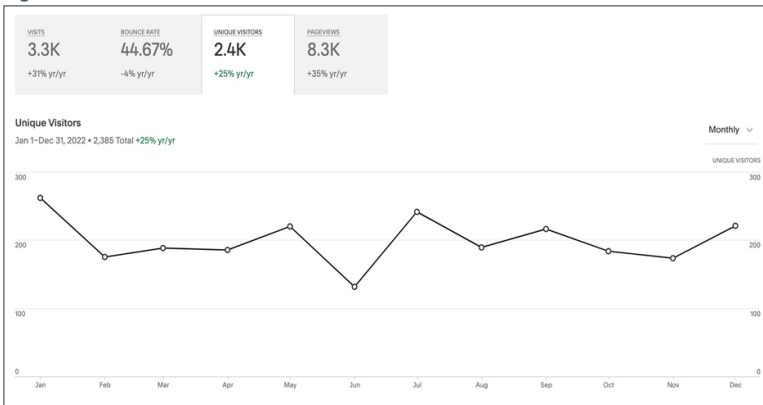 VISITS
3.3K
+31% yr/yr
BOUNCE RATE
44.67%
-4% yr/yr
UNIQUE VISITORS
2.4K
+25% yr/yr
PAGEVIEWS
8.3K
+35% yr/yr
Unique Visitors
Jan 1–Dec 31, 2022 • 2,385 Total +25% yr/yr
Monthly
UNIQUE VISITORS
300 300
200 200
100 100
0 0
Jan Feb Mar Apr May Jun Jul Aug Sep Oct Nov Dec